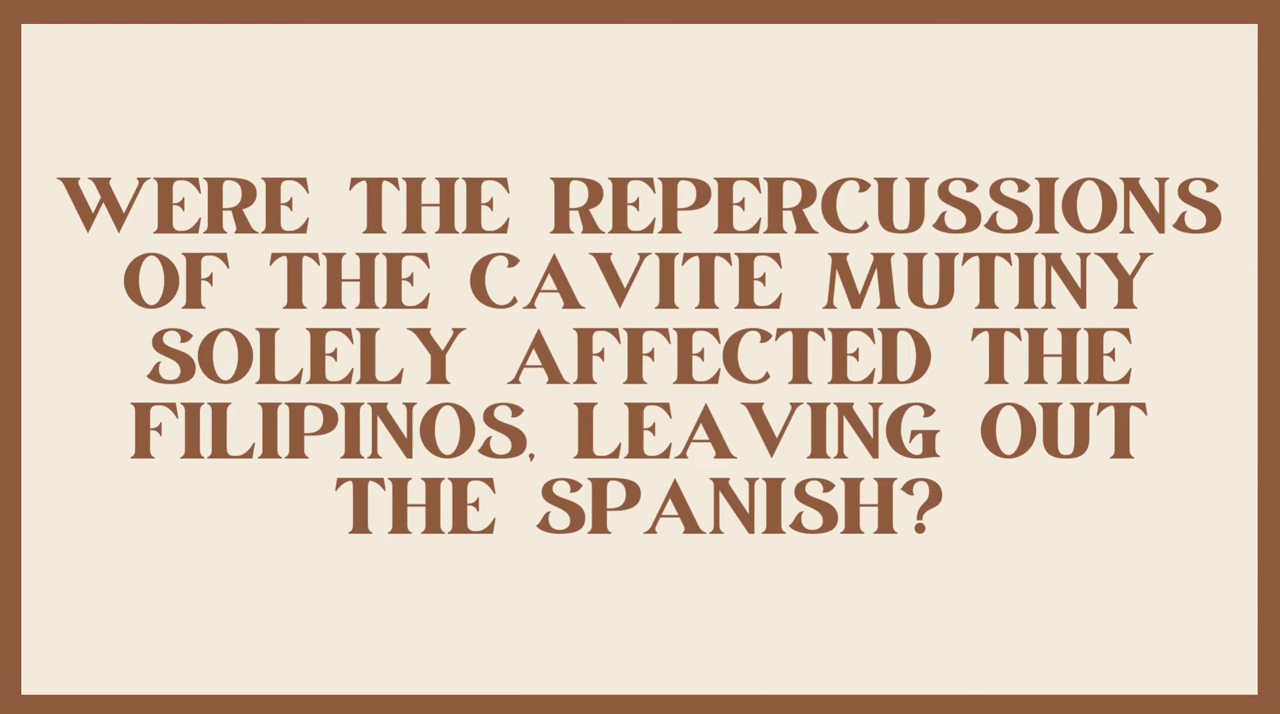 WERE THE REPERCUSSIONS
OF THE CAVITE MUTINY
SOLELY AFFECTED THE
FILIPINOS, LEAVING OUT
THE SPANISH?